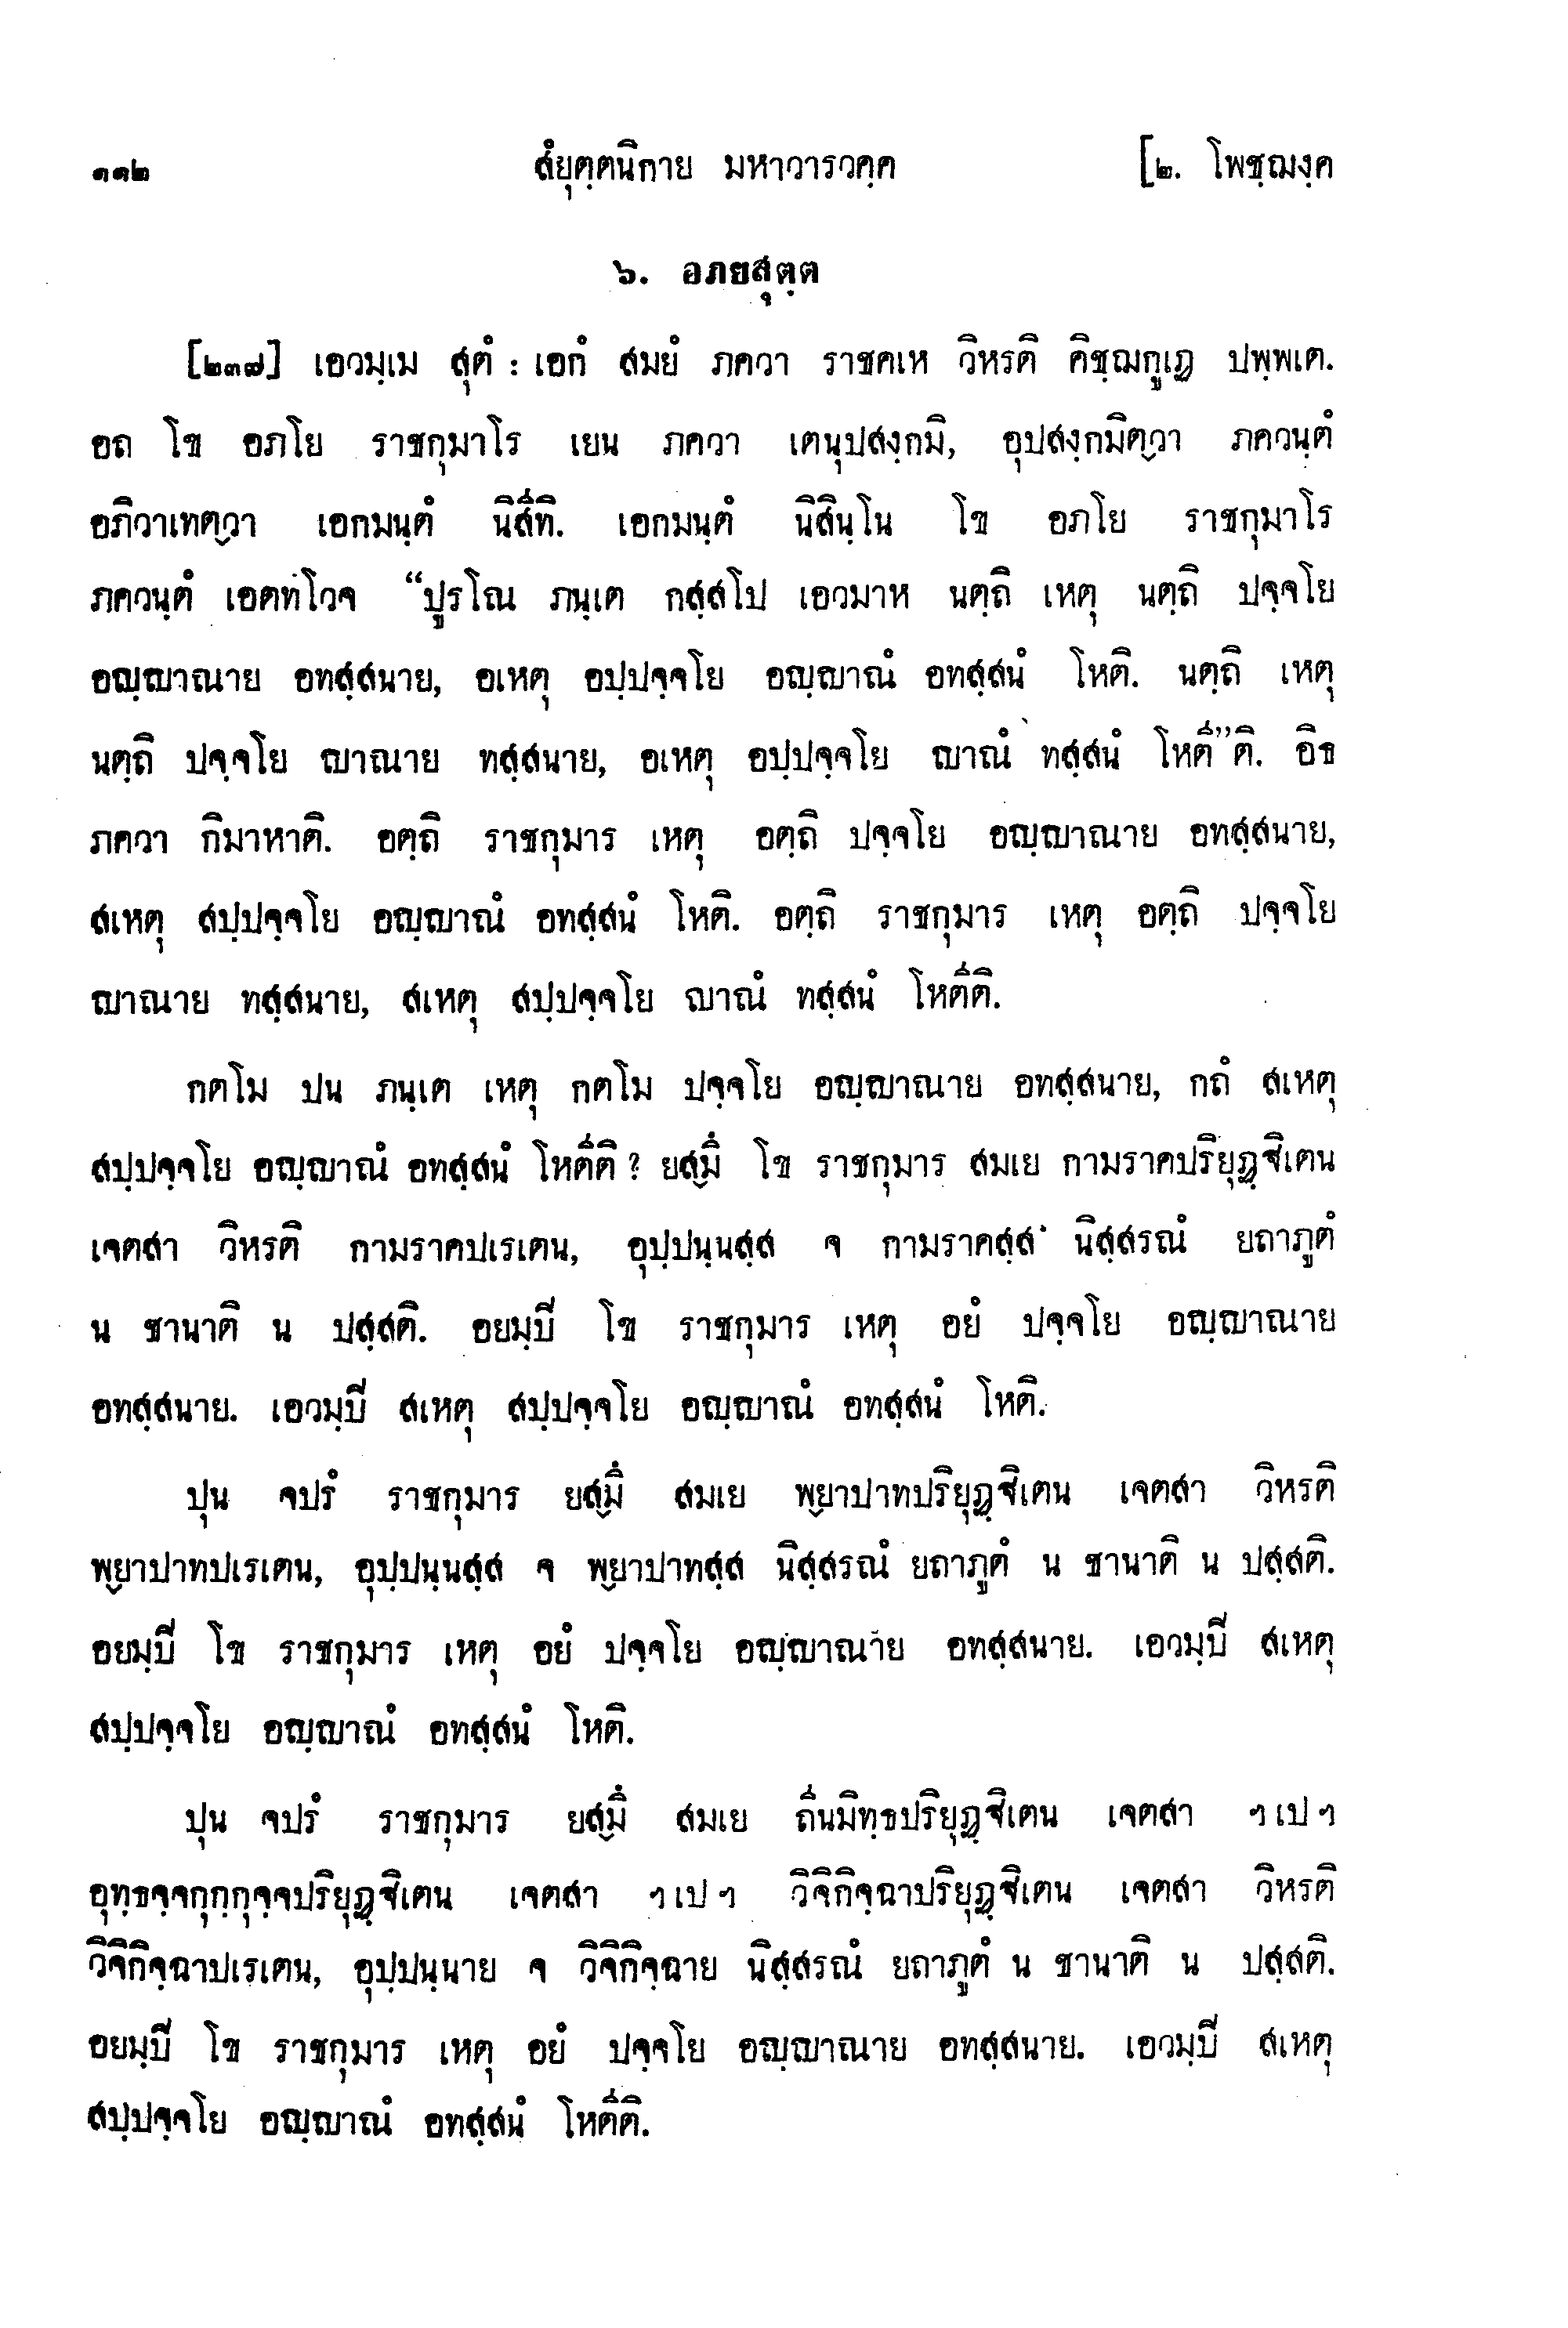 ๑๑๒ สํยุตฺตนิกาย มหาวารวคฺค [๒. โพชฺฌงฺค
๖. อภยสุตฺต
[๒๓๗] เอวมฺเม สุตํ : เอกํ สมยํ ภควา ราชคเห วิหรติ คิชฺฌกูเฏ ปพฺพเต.
อถ โข อภโย ราชกุมาโร เยน ภควา เตนุปสงฺกมิ, อุปสงฺกมิตฺวา ภควนฺตํ
อภิวาเทตฺวา เอกมนฺตํ นิสีทิ. เอกมนฺตํ นิสินฺโน โข อภโย ราชกุมาโร
ภควนฺตํ เอตทโวจ “ปูรโณ ภนฺเต กสฺสโป เอวมาห นตฺถิ เหตุ นตฺถิ ปจฺจโย
อญฺญาณาย อทสฺสนาย, อเหตุ อปฺปจฺจโย อญฺญาณํ อทสฺสนํ โหติ. นตฺถิ เหตุ
นตฺถิ ปจฺจโย ญาณาย ทสฺสนาย, อเหตุ อปฺปจฺจโย ญาณํ ทสฺสนํ โหตี”ติ. อิธ
ภควา กิมาหาติ. อตฺถิ ราชกุมาร เหตุ อตฺถิ ปจฺจโย อญฺญาณาย อทสฺสนาย,
สเหตุ สปฺปจฺจโย อญฺญาณํ อทสฺสนํ โหติ. อตฺถิ ราชกุมาร เหตุ อตฺถิ ปจฺจโย
ญาณาย ทสฺสนาย, สเหตุ สปฺปจฺจโย ญาณํ ทสฺสนํ โหตีติ.
กตโม ปน ภนฺเต เหตุ กตโม ปจฺจโย อญฺญาณาย อทสฺสนาย, กถํ สเหตุ
สปฺปจฺจโย อญฺญาณํ อทสฺสนํ โหตีติ ? ยสฺมึ โข ราชกุมาร สมเย กามราคปริยุฏฺฐิเตน
เจตสา วิหรติ กามราคปเรเตน, อุปฺปนฺนสฺส จ กามราคสฺส นิสฺสรณํ ยถาภูตํ
น ชานาติ น ปสฺสติ. อยมฺปิ โข ราชกุมาร เหตุ อยํ ปจฺจโย อญฺญาณาย
อทสฺสนาย. เอวมฺปิ สเหตุ สปฺปจฺจโย อญฺญาณํ อทสฺสนํ โหติ.
ปุน จปรํ ราชกุมาร ยสฺมึ สมเย พฺยาปาทปริยุฏฺฐิเตน เจตสา วิหรติ
พฺยาปาทปเรเตน, อุปฺปนฺนสฺส จ พฺยาปาทสฺส นิสฺสรณํ ยถาภูตํ น ชานาติ น ปสฺสติ.
อยมฺปิ โข ราชกุมาร เหตุ อยํ ปจฺจโย อญฺญาณาย อทสฺสนาย. เอวมฺปิ สเหตุ
สปฺปจฺจโย อญฺญาณํ อทสฺสนํ โหติ.
ปุน จปรํ ราชกุมาร ยสฺมึ สมเย ถีนมิทฺธปริยุฏฺฐิเตน เจตสา ฯเปฯ
อุทฺธจฺจกุกฺกุจฺจปริยุฏฺฐิเตน เจตสา ฯเปฯ วิจิกิจฺฉาปริยุฏฺฐิเตน เจตสา วิหรติ
วิจิกิจฺฉาปเรเตน, อุปฺปนฺนาย จ วิจิกิจฺฉาย นิสฺสรณํ ยถาภูตํ น ชานาติ น ปสฺสติ.
อยมฺปิ โข ราชกุมาร เหตุ อยํ ปจฺจโย อญฺญาณาย อทสฺสนาย. เอวมฺปิ สเหตุ
สปฺปจฺจโย อญฺญาณํ อทสฺสนํ โหตีติ.